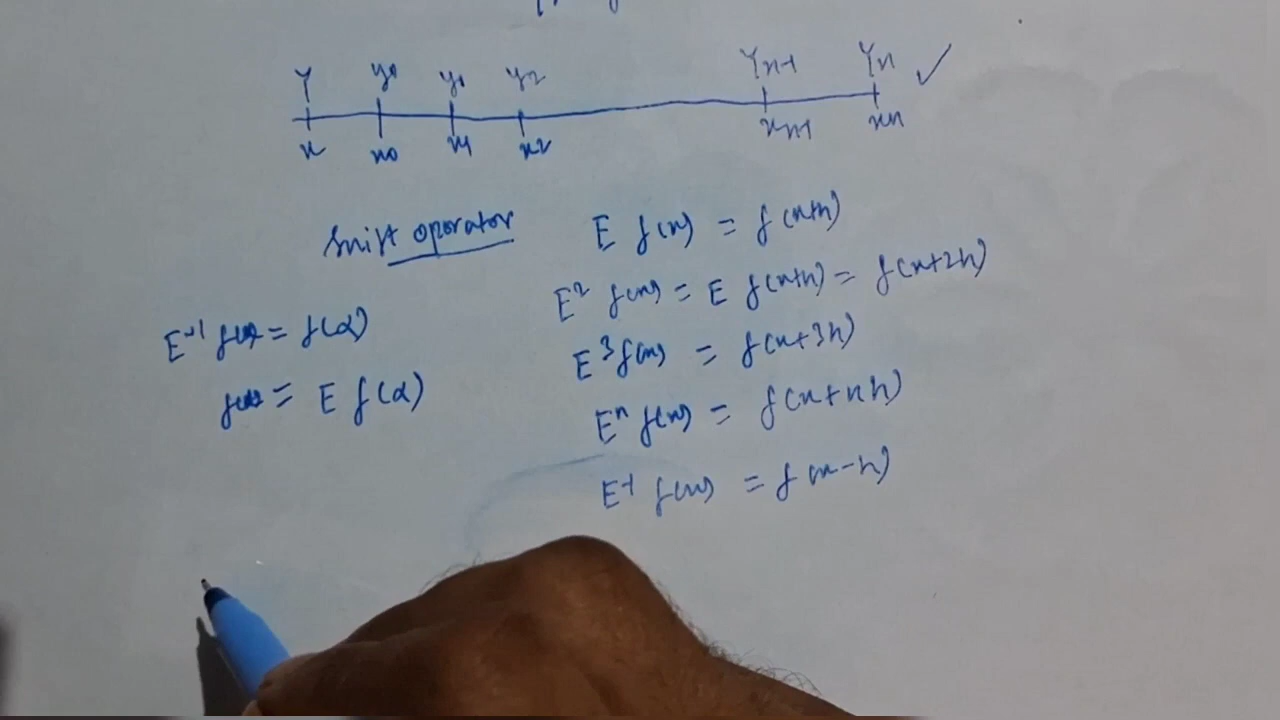 Y y0 y1 y2 Yn-1 Yn ✓
x x0 x1 x2 xn-1 xn
Shift operator E f(x) = f(x+h)
E² f(x) = E f(x+h) = f(x+2h)
E⁻¹ f(x) = f(α)
E³ f(x) = f(x+3h)
f(x) = E f(α)
Eⁿ f(x) = f(x+nh)
E⁻¹ f(x) = f(x-h)